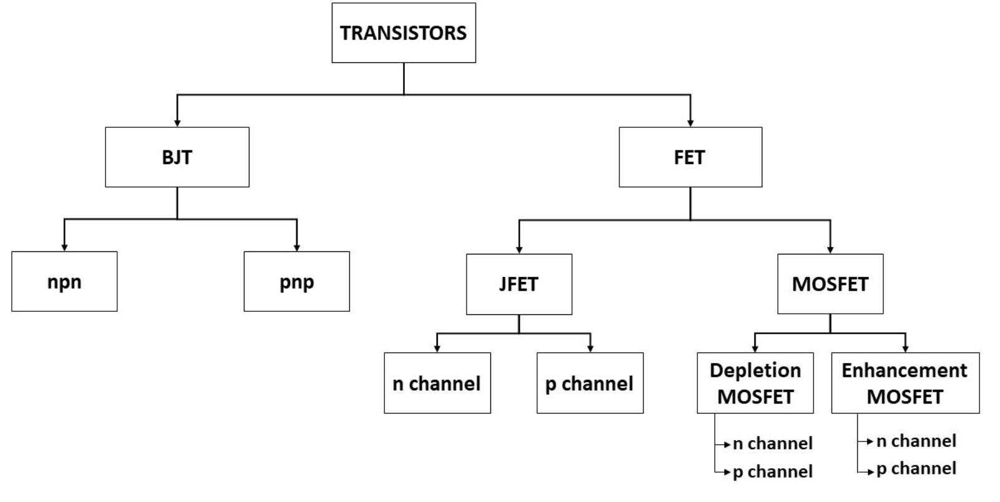 TRANSISTORS
BJT
FET
npn
pnp
JFET
MOSFET
n channel
p channel
Depletion
MOSFET
Enhancement
MOSFET
n channel
p channel
n channel
p channel